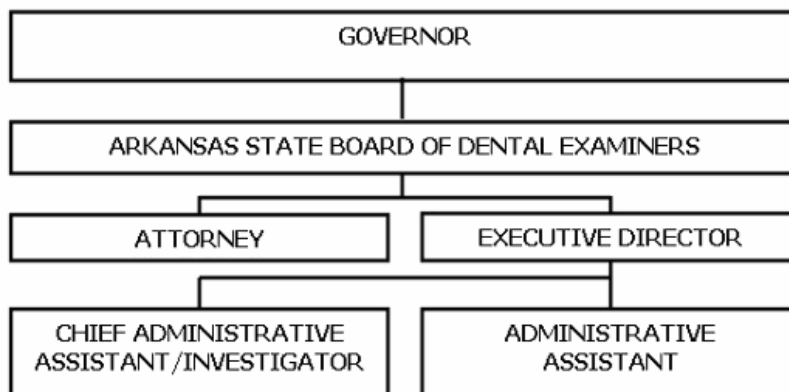 GOVERNOR
ARKANSAS STATE BOARD OF DENTAL EXAMINERS
ATTORNEY
EXECUTIVE DIRECTOR
CHIEF ADMINISTRATIVE
ASSISTANT/INVESTIGATOR
ADMINISTRATIVE
ASSISTANT